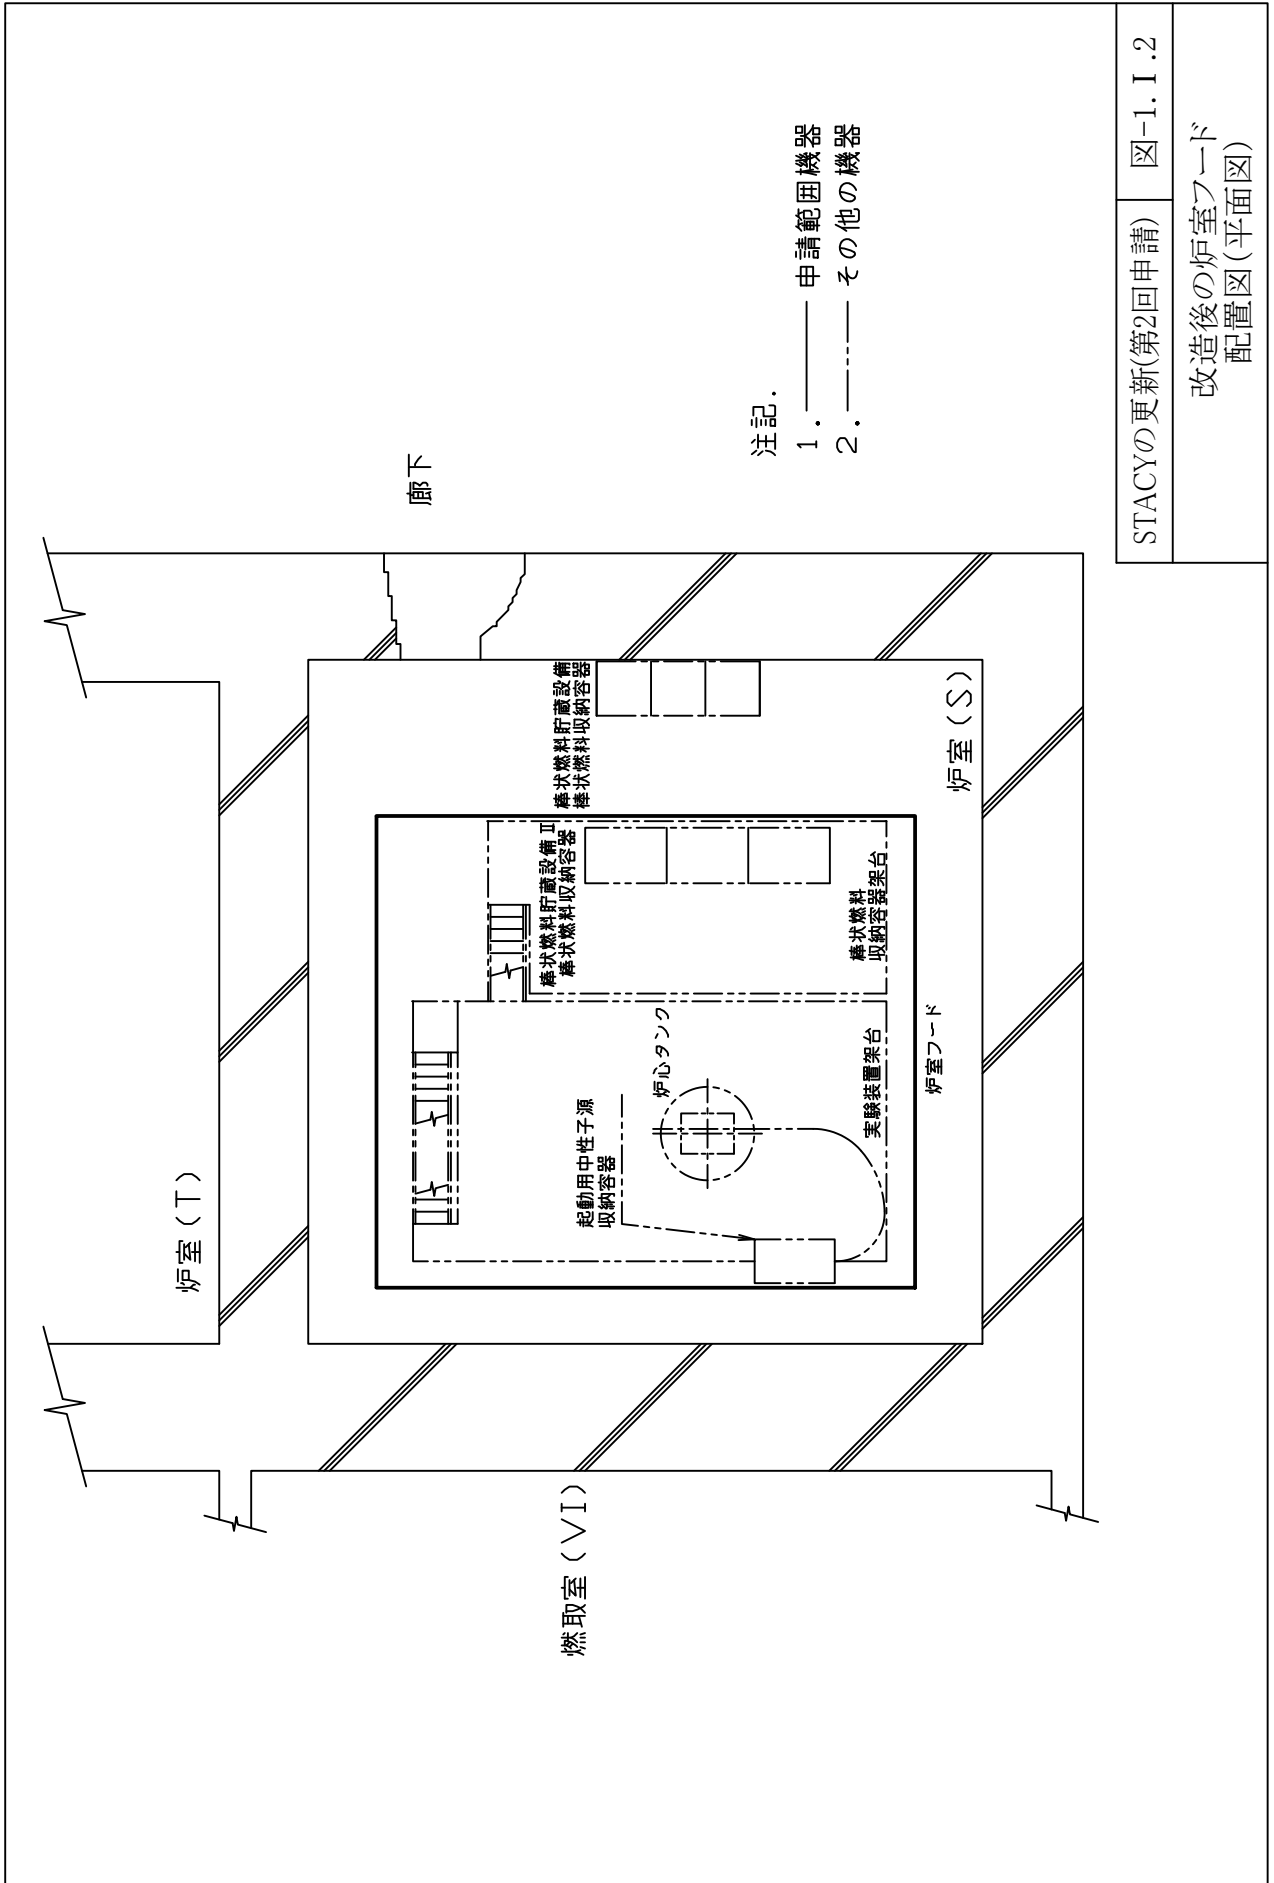 炉室(T)
廊下
燃取室(VI)
棒状燃料貯蔵設備
棒状燃料収納容器
棒状燃料貯蔵設備Ⅱ
棒状燃料収納容器
起動用中性子源
収納容器
炉心タンク
棒状燃料
収納容器架台
実験装置架台
炉室フード
炉室(S)
注記.
1. 申請範囲機器
2. その他の機器
STACYの更新(第2回申請)
図-1.Ⅰ.2
改造後の炉室フード
配置図(平面図)